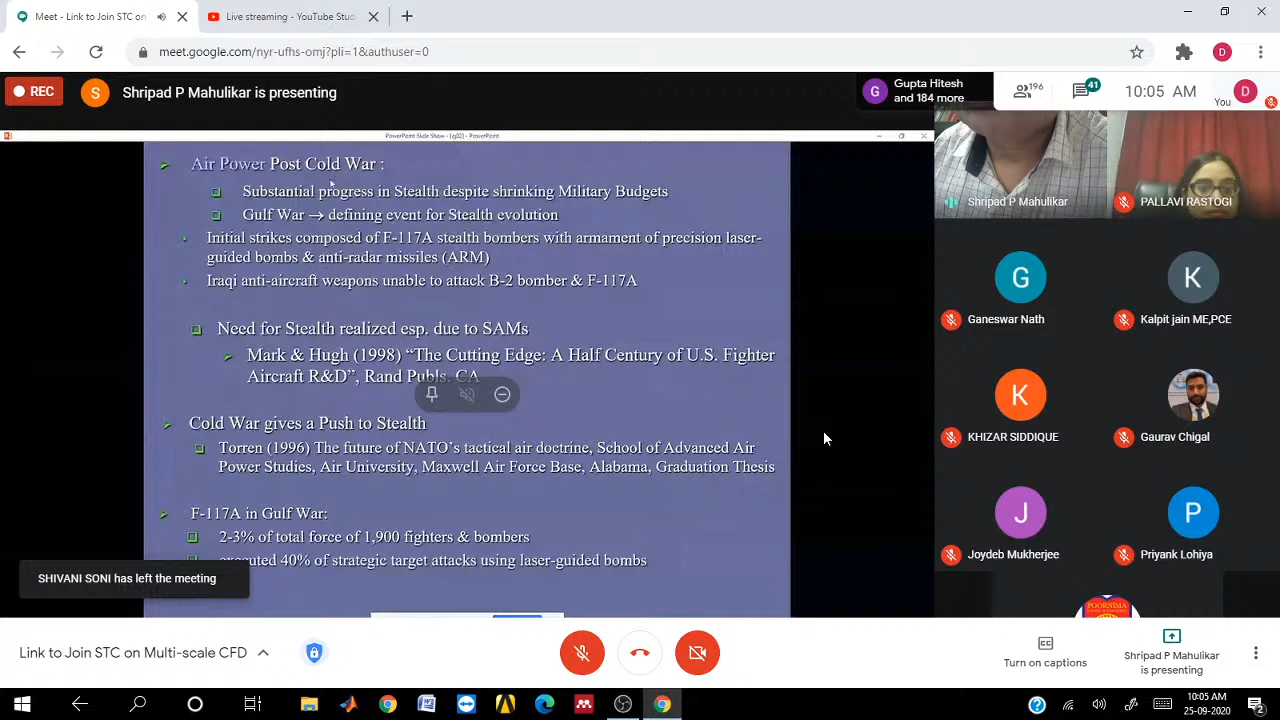 Meet - Link to Join STC on
Live streaming - YouTube Stud
meet.google.com/nyr-ufhs-omj?pli=1&authuser=0
D
REC
S
Shripad P Mahulikar is presenting
G
Gupta Hitesh
and 184 more
196
41
10:05 AM
You
D
PowerPoint Slide Show - [ej02] - PowerPoint
Air Power Post Cold War :
Substantial progress in Stealth despite shrinking Military Budgets
Gulf War → defining event for Stealth evolution
Initial strikes composed of F-117A stealth bombers with armament of precision laser-
guided bombs & anti-radar missiles (ARM)
Iraqi anti-aircraft weapons unable to attack B-2 bomber & F-117A
Need for Stealth realized esp. due to SAMs
Mark & Hugh (1998) “The Cutting Edge: A Half Century of U.S. Fighter
Aircraft R&D”, Rand Publs. CA
Cold War gives a Push to Stealth
Torren (1996) The future of NATO’s tactical air doctrine, School of Advanced Air
Power Studies, Air University, Maxwell Air Force Base, Alabama, Graduation Thesis
F-117A in Gulf War:
2-3% of total force of 1,900 fighters & bombers
executed 40% of strategic target attacks using laser-guided bombs
SHIVANI SONI has left the meeting
Shripad P Mahulikar
PALLAVI RASTOGI
G
Ganeswar Nath
K
Kalpit jain ME,PCE
K
KHIZAR SIDDIQUE
Gaurav Chigal
J
Joydeb Mukherjee
P
Priyank Lohiya
POORNIMA
Link to Join STC on Multi-scale CFD
Turn on captions
Shripad P Mahulikar
is presenting
10:05 AM
25-09-2020
2